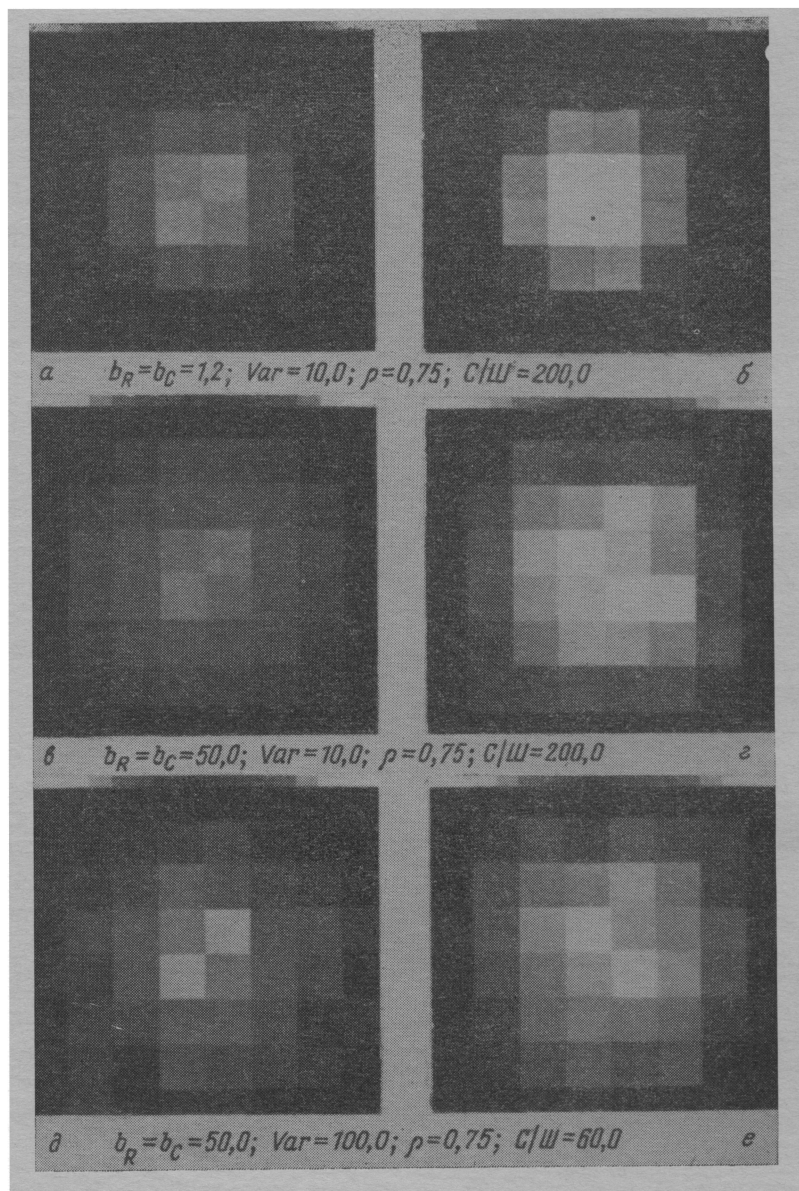 а b_R=b_C=1,2; Var=10,0; ρ=0,75; С/Ш=200,0 б
в b_R=b_C=50,0; Var=10,0; ρ=0,75; С/Ш=200,0 г
д b_R=b_C=50,0; Var=100,0; ρ=0,75; С/Ш=60,0 е